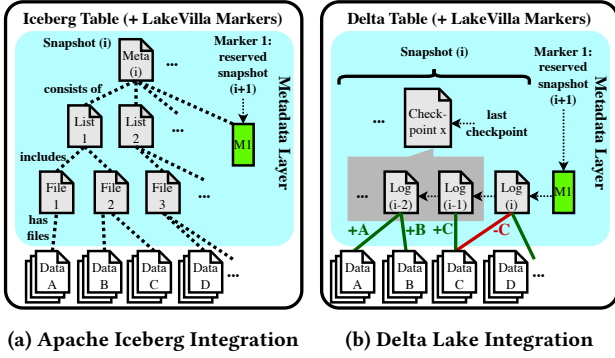 Iceberg Table (+ LakeVilla Markers)
Snapshot (i)
Meta
(i)
...
Marker 1:
reserved
snapshot
(i+1)
consists of
List
1
List
2
...
M1
includes
File
1
File
2
File
3
...
has
files
Data
A
Data
B
Data
C
Data
D
...
Metadata Layer
(a) Apache Iceberg Integration
Delta Table (+ LakeVilla Markers)
Snapshot (i)
Marker 1:
reserved
snapshot
(i+1)
...
Check-
point x
last
checkpoint
...
Log
(i-2)
Log
(i-1)
Log
(i)
M1
+A
+B
+C
-C
Data
A
Data
B
Data
C
Data
D
...
Metadata Layer
(b) Delta Lake Integration